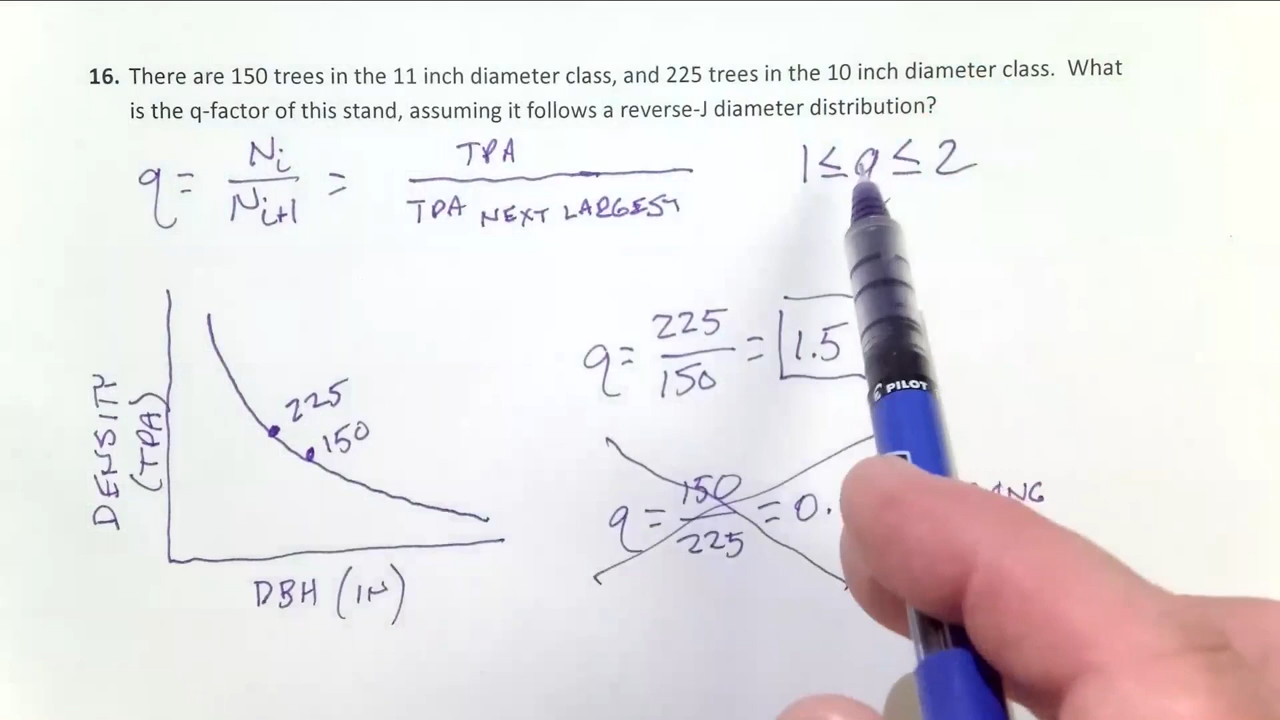 16. There are 150 trees in the 11 inch diameter class, and 225 trees in the 10 inch diameter class. What
is the q-factor of this stand, assuming it follows a reverse-J diameter distribution?
q = Ni / Ni+1 = TPA / TPA NEXT LARGEST
1 ≤ q ≤ 2
q = 225 / 150 = 1.5
225
150
DENSITY
(TPA)
DBH (IN)
q = 150 / 225 = 0.
PILOT